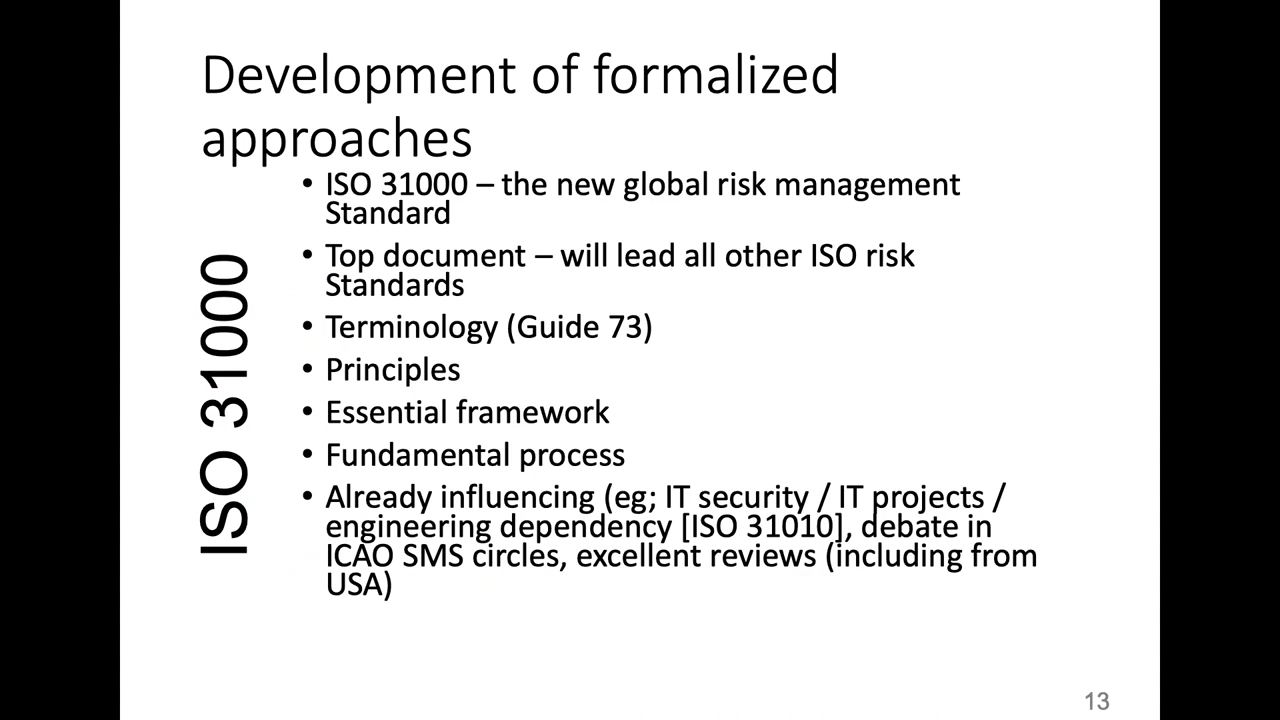 Development of formalized
approaches
ISO 31000
• ISO 31000 – the new global risk management
Standard
• Top document – will lead all other ISO risk
Standards
• Terminology (Guide 73)
• Principles
• Essential framework
• Fundamental process
• Already influencing (eg; IT security / IT projects /
engineering dependency [ISO 31010], debate in
ICAO SMS circles, excellent reviews (including from
USA)
13